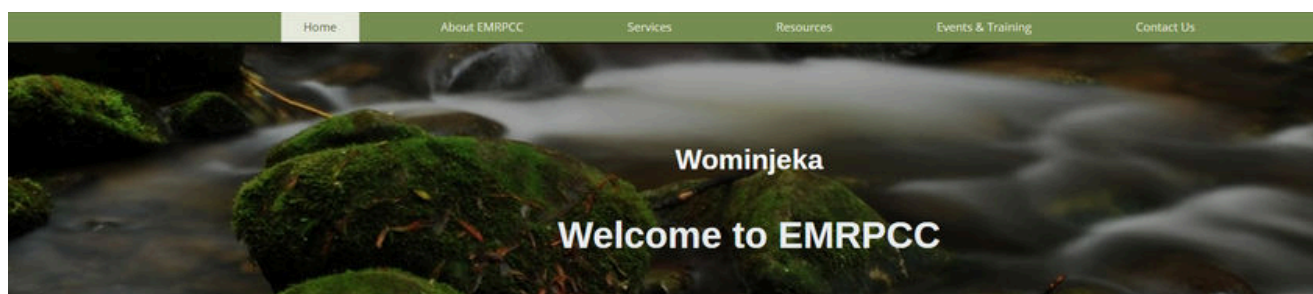 Home About EMRPCC Services Resources Events & Training Contact Us
Wominjeka
Welcome to EMRPCC